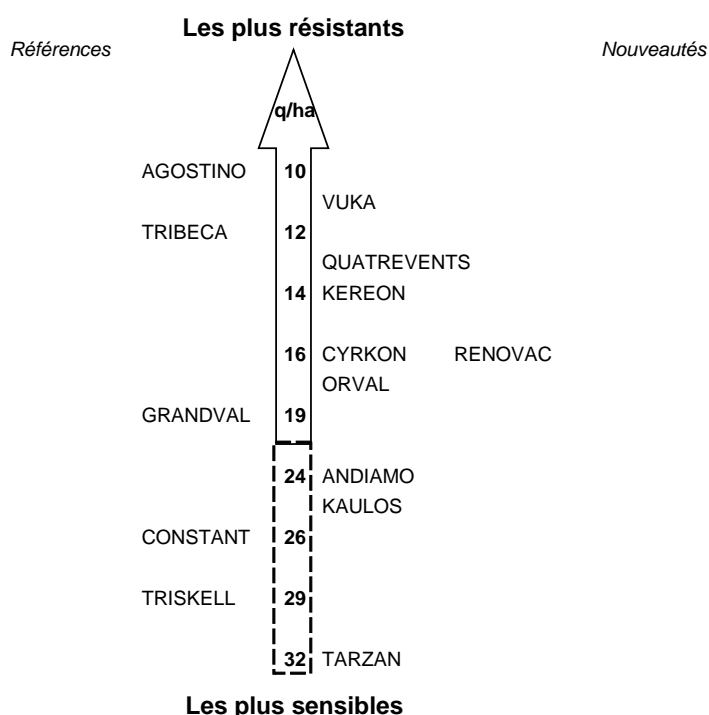 Les plus résistants
Références Nouveautés
q/ha
AGOSTINO 10
VUKA
TRIBECA 12
QUATREVENTS
14 KEREON
16 CYRKON RENOVAC
ORVAL
GRANDVAL 19
24 ANDIAMO
KAULOS
CONSTANT 26
TRISKELL 29
32 TARZAN
Les plus sensibles